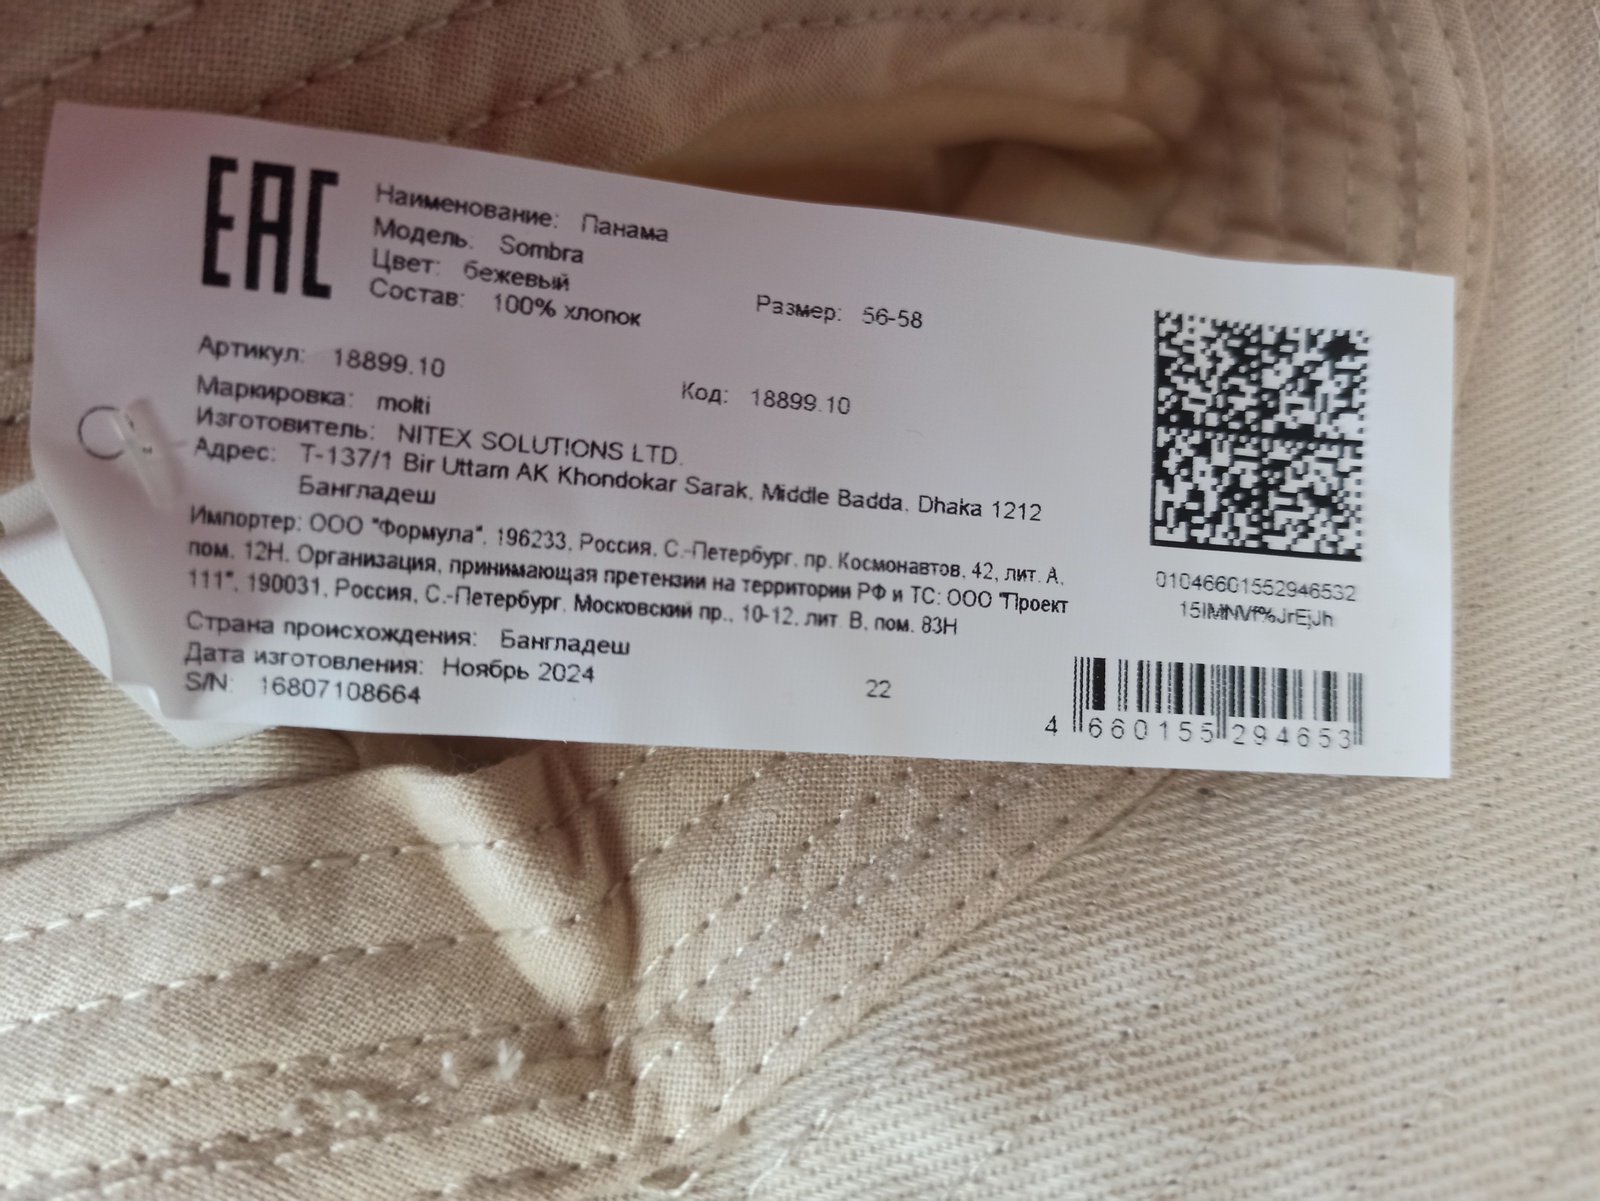 EAC
Наименование: Панама
Модель: Sombra
Цвет: бежевый
Состав: 100% хлопок
Размер: 56-58
Артикул: 18899.10
Код: 18899.10
Маркировка: molti
Изготовитель: NITEX SOLUTIONS LTD.
Адрес: T-137/1 Bir Uttam AK Khondokar Sarak, Middle Badda, Dhaka 1212
Бангладеш
Импортер: ООО "Формула", 196233, Россия, С.-Петербург, пр. Космонавтов, 42, лит. А,
пом. 12Н. Организация, принимающая претензии на территории РФ и ТС: ООО "Проект
111", 190031, Россия, С.-Петербург, Московский пр., 10-12, лит. В, пом. 83Н
Страна происхождения: Бангладеш
Дата изготовления: Ноябрь 2024
S/N: 16807108664
22
01046601552946532
4 660155 294653